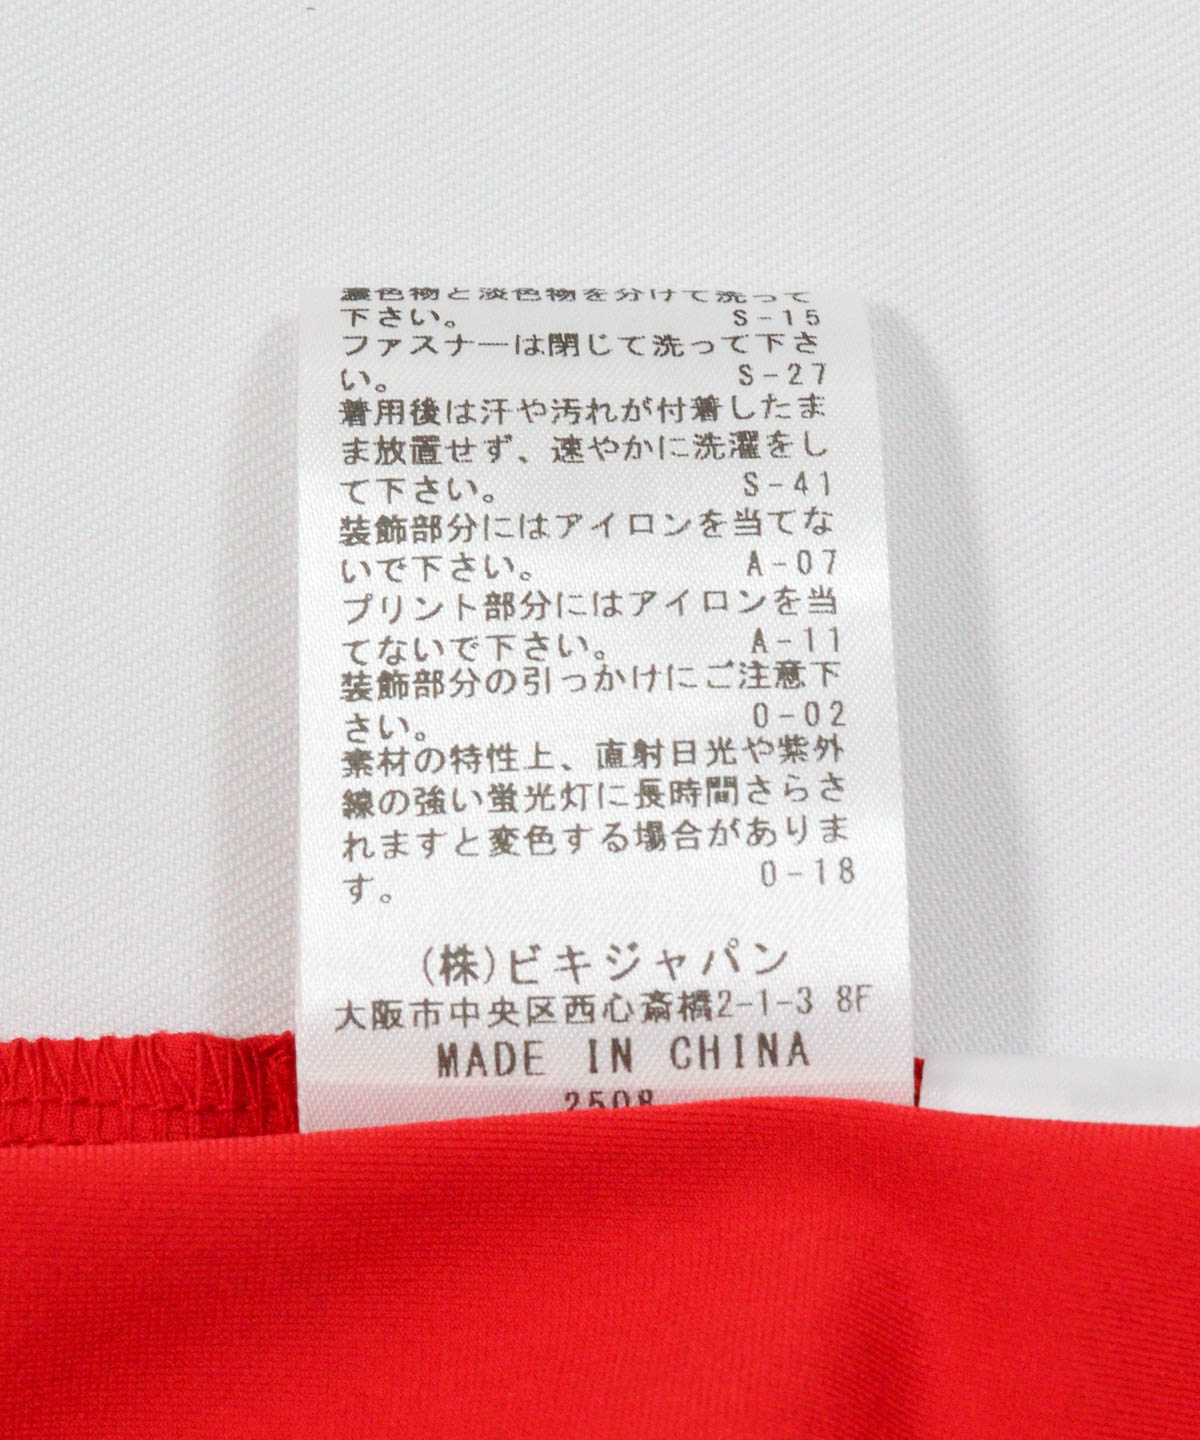 濃色物と淡色物を分けて洗って
下さい。 S-15
ファスナーは閉じて洗って下さ
い。 S-27
着用後は汗や汚れが付着したま
ま放置せず、速やかに洗濯をし
て下さい。 S-41
装飾部分にはアイロンを当てな
いで下さい。 A-07
プリント部分にはアイロンを当
てないで下さい。 A-11
装飾部分の引っかけにご注意下
さい。 O-02
素材の特性上、直射日光や紫外
線の強い蛍光灯に長時間さらさ
れますと変色する場合がありま
す。 O-18
(株)ビキジャパン
大阪市中央区西心斎橋2-1-3 8F
MADE IN CHINA
2508